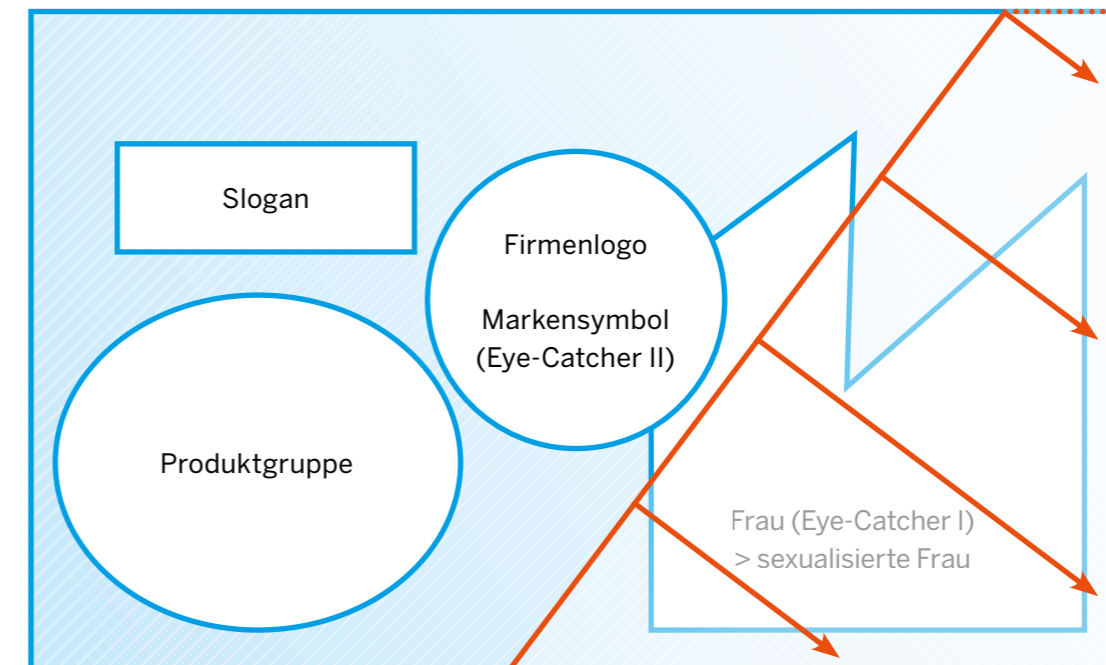 Slogan
Firmenlogo
Markensymbol
(Eye-Catcher II)
Produktgruppe
Frau (Eye-Catcher I)
> sexualisierte Frau